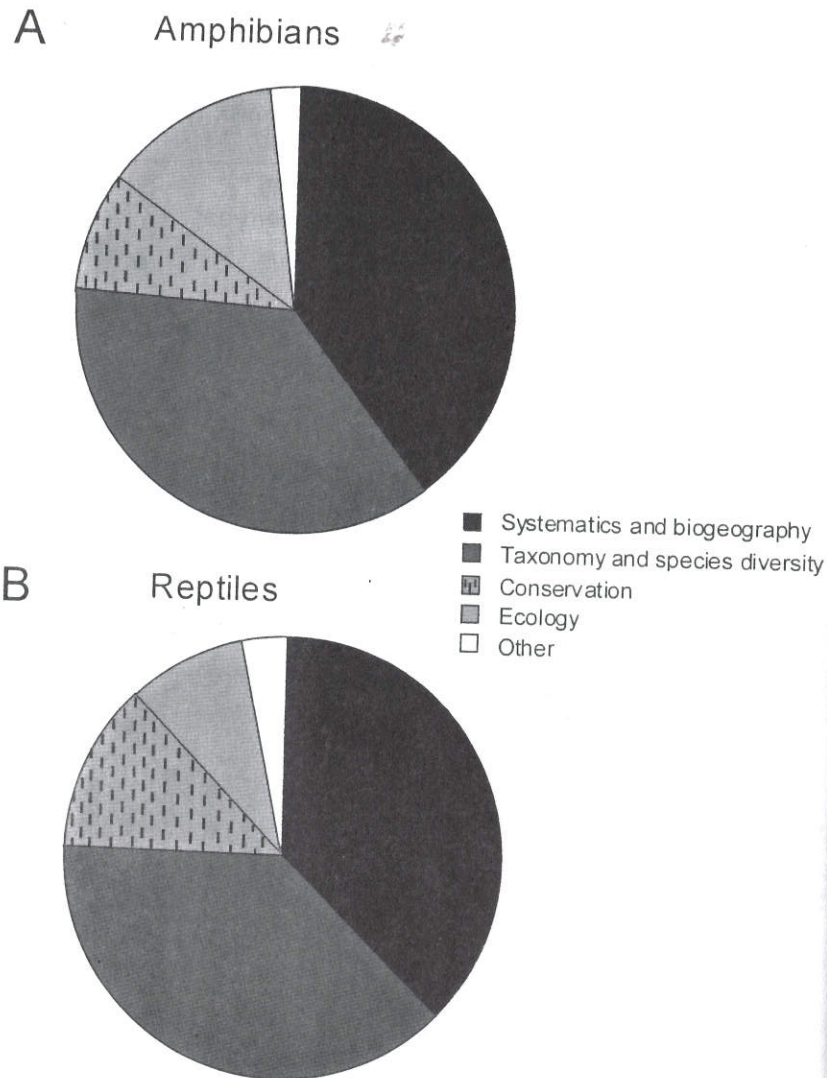 A Amphibians
Systematics and biogeography
Taxonomy and species diversity
Conservation
Ecology
Other
B Reptiles